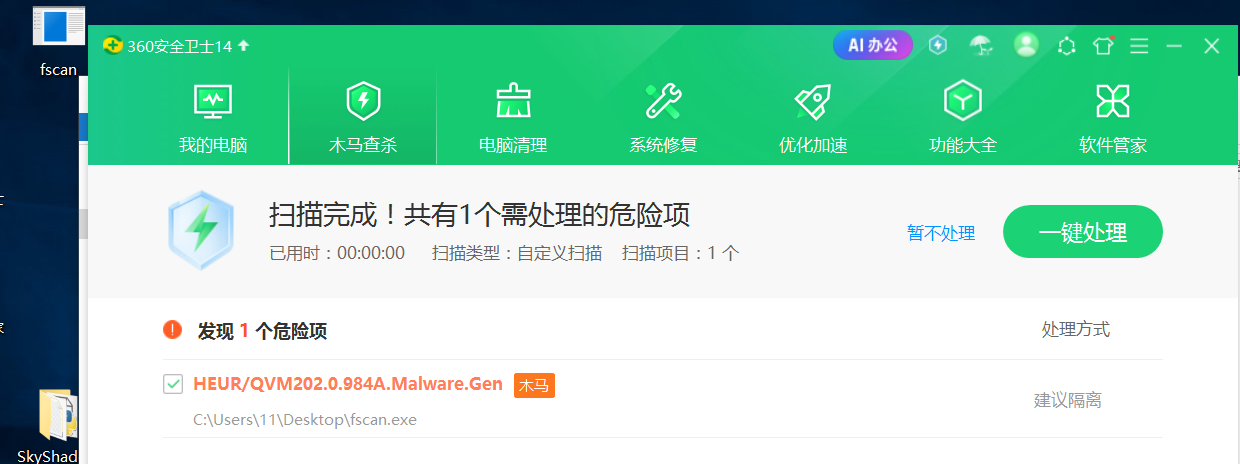 fscan
360安全卫士14
AI 办公
我的电脑
木马查杀
电脑清理
系统修复
优化加速
功能大全
软件管家
扫描完成！共有1个需处理的危险项
已用时：00:00:00 扫描类型：自定义扫描 扫描项目：1 个
暂不处理
一键处理
发现 1 个危险项
处理方式
HEUR/QVM202.0.984A.Malware.Gen 木马
C:\Users\11\Desktop\fscan.exe
建议隔离
SkyShad